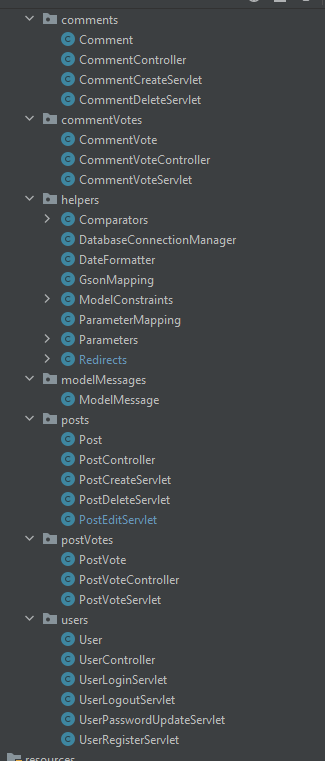 comments
Comment
CommentController
CommentCreateServlet
CommentDeleteServlet
commentVotes
CommentVote
CommentVoteController
CommentVoteServlet
helpers
Comparators
DatabaseConnectionManager
DateFormatter
GsonMapping
ModelConstraints
ParameterMapping
Parameters
Redirects
modelMessages
ModelMessage
posts
Post
PostController
PostCreateServlet
PostDeleteServlet
PostEditServlet
postVotes
PostVote
PostVoteController
PostVoteServlet
users
User
UserController
UserLoginServlet
UserLogoutServlet
UserPasswordUpdateServlet
UserRegisterServlet
resources